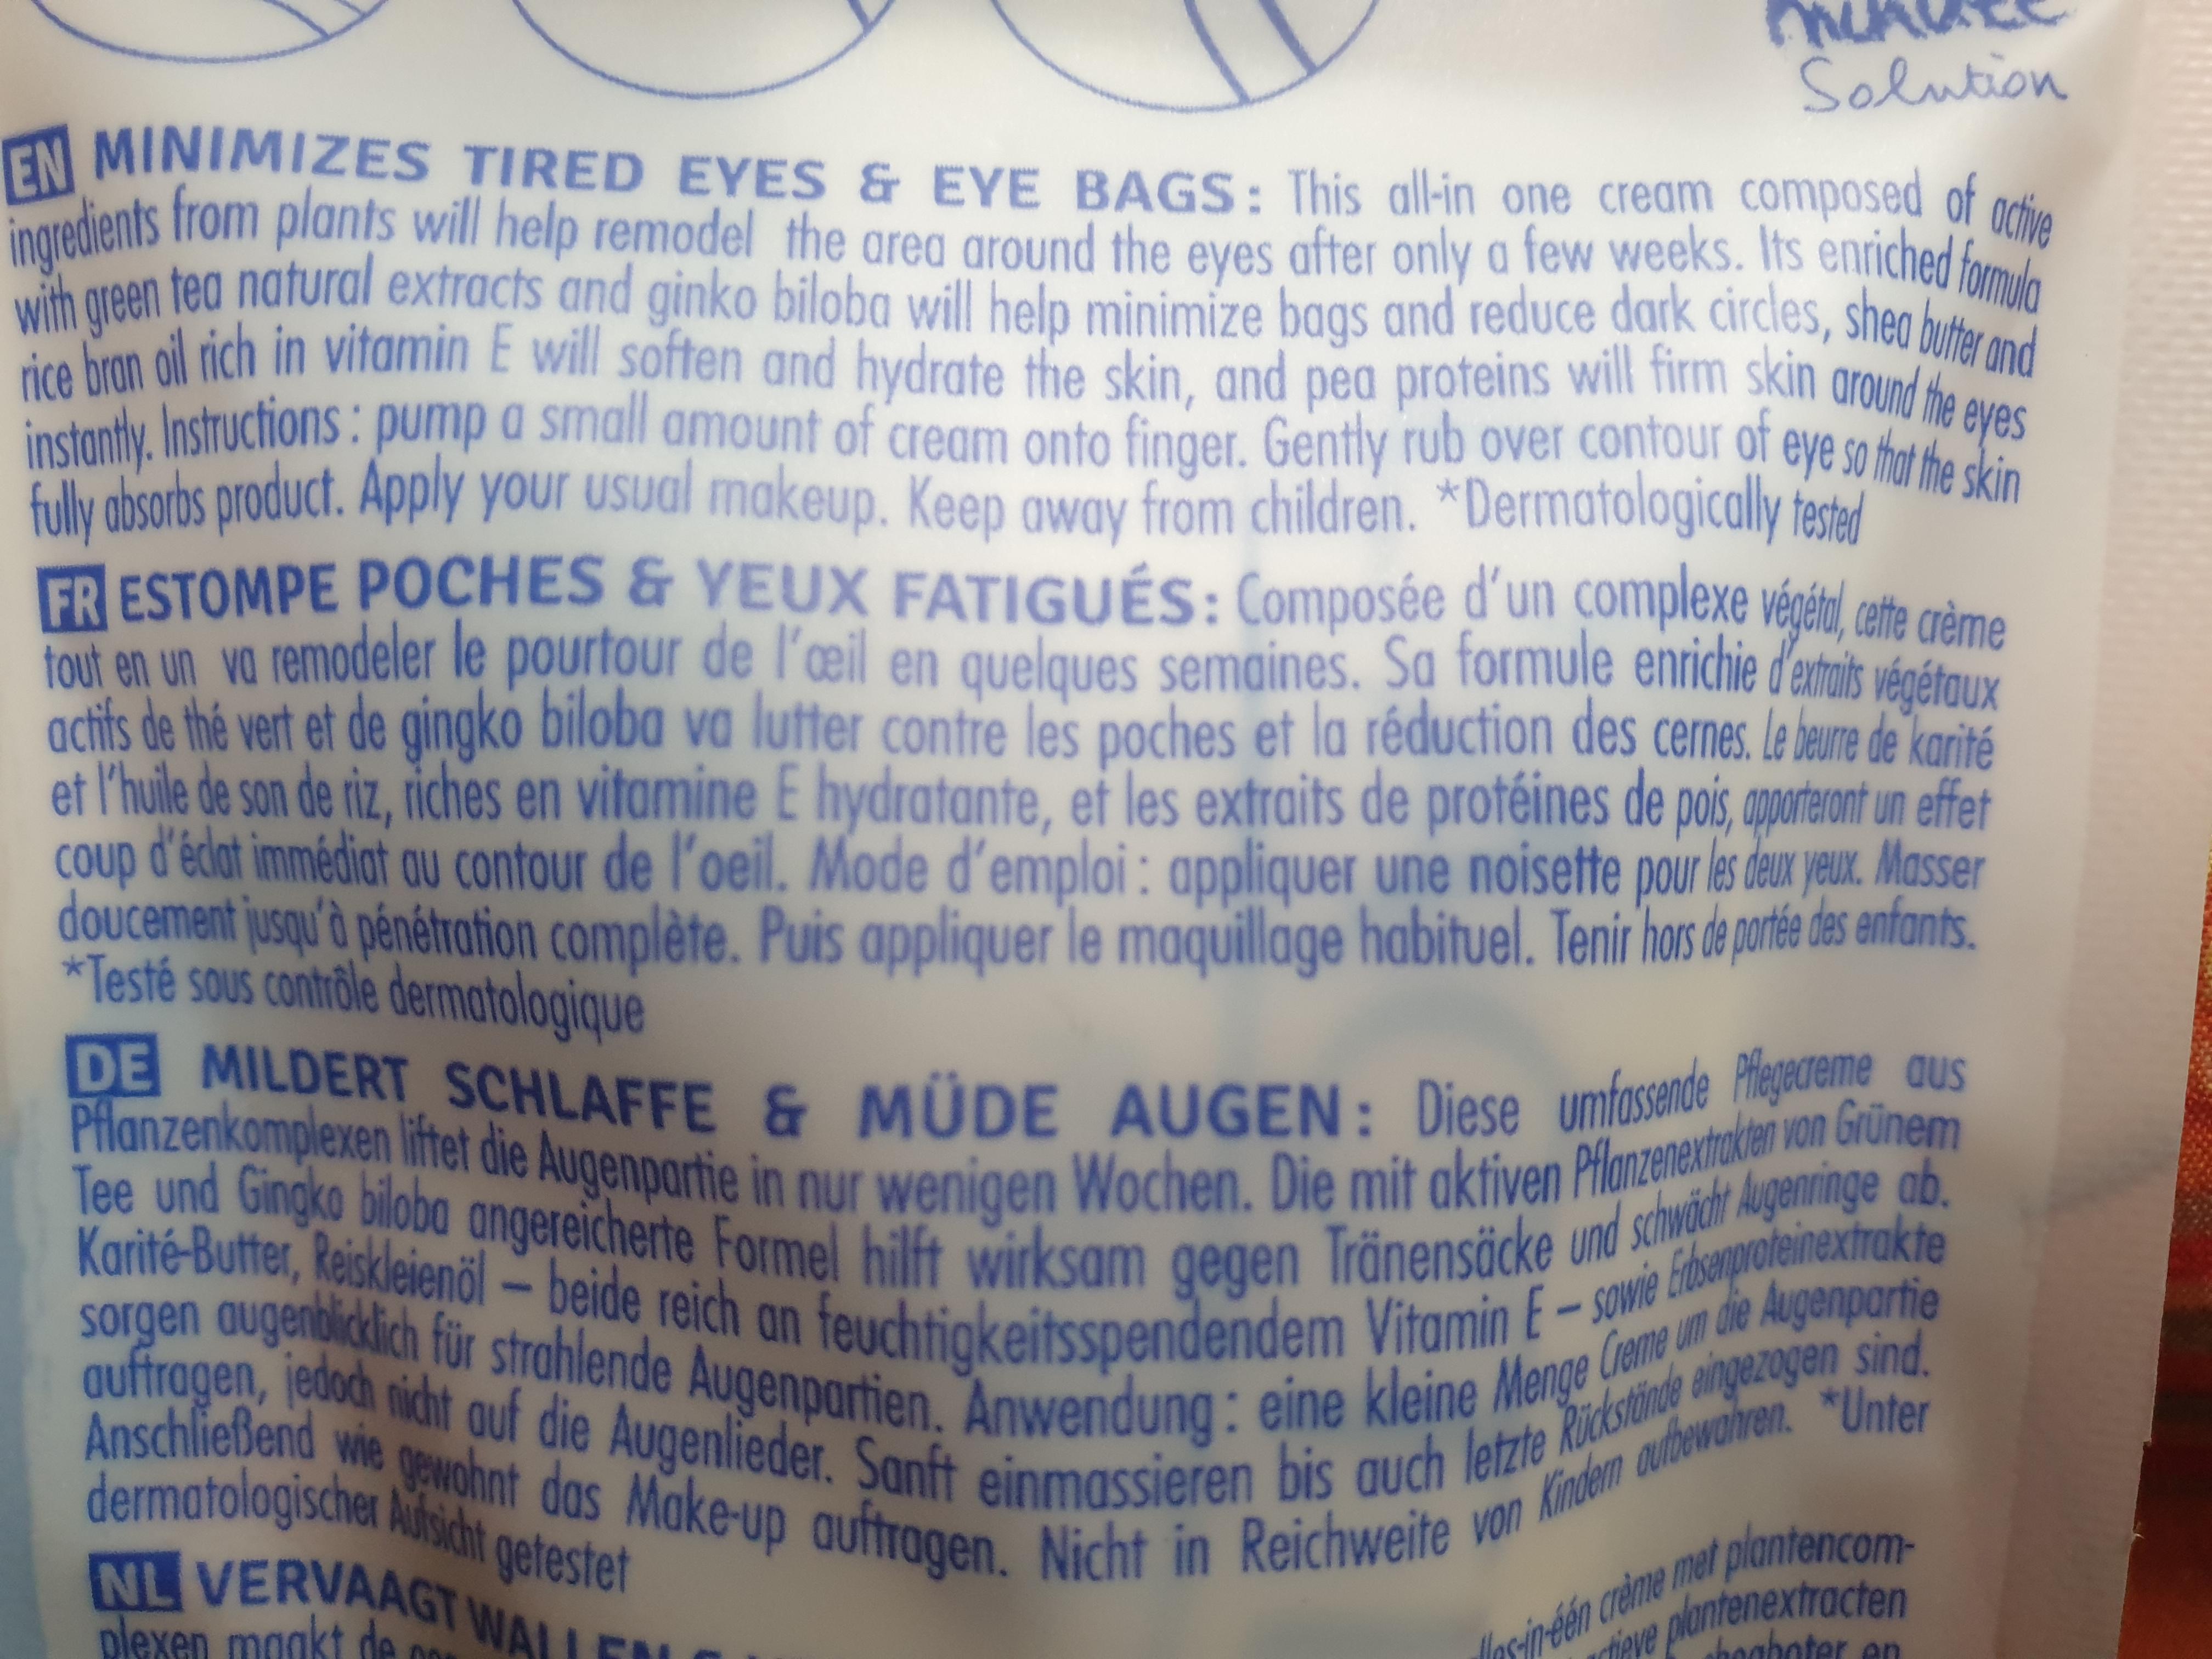 Solution
EN MINIMIZES TIRED EYES & EYE BAGS: This all-in one cream composed of active
ingredients from plants will help remodel the area around the eyes after only a few weeks. Its enriched formula
with green tea natural extracts and ginko biloba will help minimize bags and reduce dark circles, shea butter and
rice bran oil rich in vitamin E will soften and hydrate the skin, and pea proteins will firm skin around the eyes
instantly. Instructions : pump a small amount of cream onto finger. Gently rub over contour of eye so that the skin
fully absorbs product. Apply your usual makeup. Keep away from children. *Dermatologically tested
FR ESTOMPE POCHES & YEUX FATIGUÉS: Composée d'un complexe végétal, cette crème
tout en un va remodeler le pourtour de l'œil en quelques semaines. Sa formule enrichie d'extraits végétaux
actifs de thé vert et de gingko biloba va lutter contre les poches et la réduction des cernes. Le beurre de karité
et l'huile de son de riz, riches en vitamine E hydratante, et les extraits de protéines de pois, apporteront un effet
coup d'éclat immédiat au contour de l'oeil. Mode d'emploi : appliquer une noisette pour les deux yeux. Masser
doucement jusqu'à pénétration complète. Puis appliquer le maquillage habituel. Tenir hors de portée des enfants.
*Testé sous contrôle dermatologique
DE MILDERT SCHLAFFE & MÜDE AUGEN: Diese umfassende Pflegecreme aus
Pflanzenkomplexen liftet die Augenpartie in nur wenigen Wochen. Die mit aktiven Pflanzenextrakten von Grünem
Tee und Gingko biloba angereicherte Formel hilft wirksam gegen Tränensäcke und schwächt Augenringe ab.
Karité-Butter, Reiskleienöl – beide reich an feuchtigkeitsspendendem Vitamin E – sowie Erbsenproteinextrakte
sorgen augenblicklich für strahlende Augenpartien. Anwendung : eine kleine Menge Creme um die Augenpartie
auftragen, jedoch nicht auf die Augenlieder. Sanft einmassieren bis auch letzte Rückstände eingezogen sind.
Anschließend wie gewohnt das Make-up auftragen. Nicht in Reichweite von Kindern aufbewahren. *Unter
dermatologischer Aufsicht getestet
NL VERVAAGT WALLEN crème met plantencom-
plexen maakt de plantenextracten
en